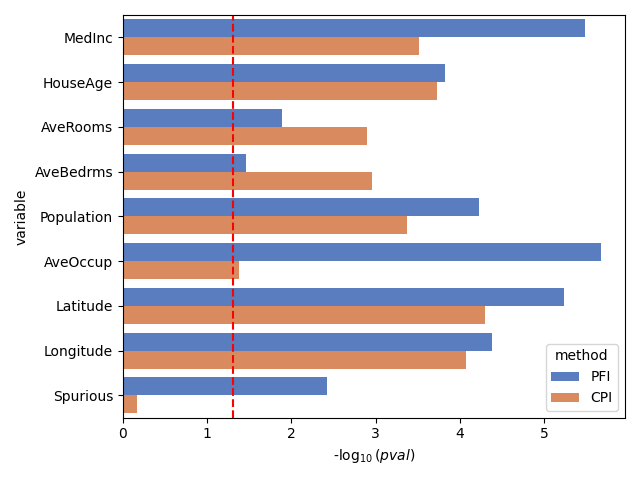 variable
MedInc
HouseAge
AveRooms
AveBedrms
Population
AveOccup
Latitude
Longitude
Spurious
method
PFI
CPI
0 1 2 3 4 5
-log₁₀(pval)